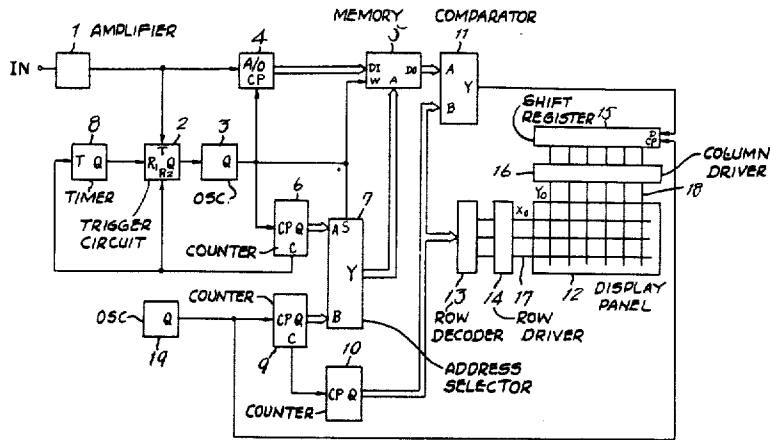 MEMORY COMPARATOR
1 AMPLIFIER 4 5 11
IN
A/D
CP
DI DO
W A
A
B
Y
SHIFT
REGISTER 15
D
CP
8 2 3
T Q
T
R1 Q
R2
Q
TIMER
TRIGGER
CIRCUIT
OSC.
16
COLUMN
DRIVER
18
6 7
CP Q
C
COUNTER
A S
Y
B
Y0
X0
13
ROW
DECODER
14
ROW
DRIVER
17
12
DISPLAY
PANEL
COUNTER
OSC
Q
19
CP Q
C
9
10
ADDRESS
SELECTOR
CP Q
COUNTER